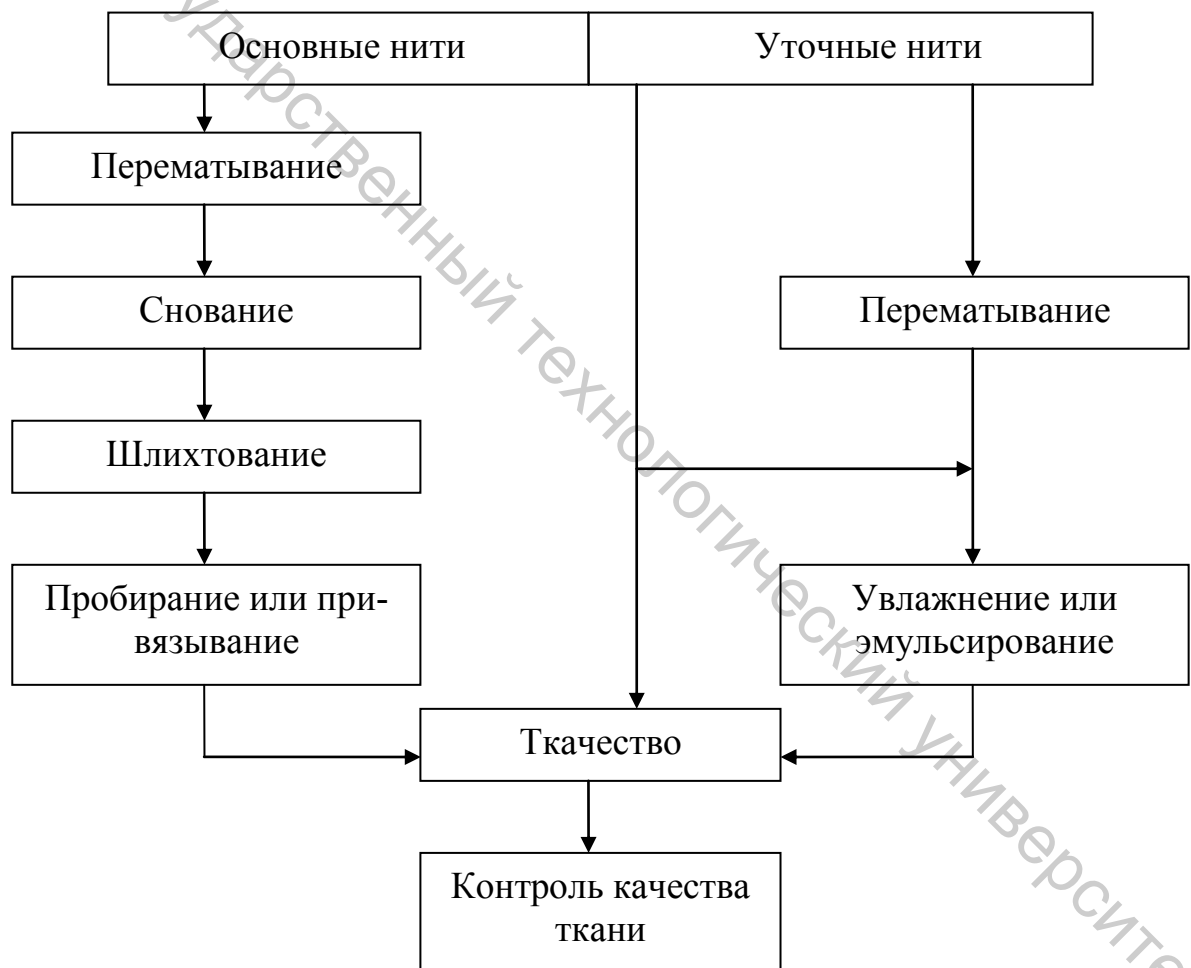 Основные нити
Уточные нити
Перематывание
Снование
Перематывание
Шлихтование
Пробирание или при-
вязывание
Увлажнение или
эмульсирование
Ткачество
Контроль качества
ткани
технологический